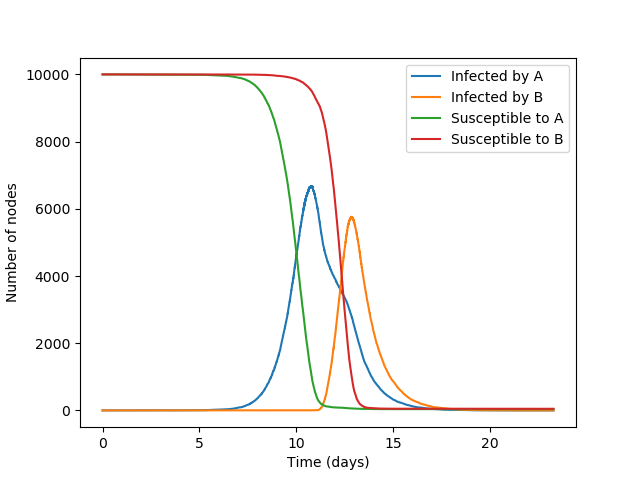 10000
8000
6000
4000
2000
0
Number of nodes
Infected by A
Infected by B
Susceptible to A
Susceptible to B
0 5 10 15 20
Time (days)